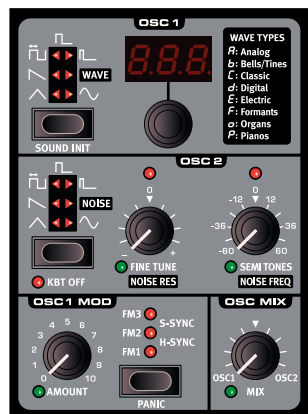 OSC 1
WAVE TYPES
A: Analog
b: Bells/Tines
C: Classic
d: Digital
E: Electric
F: Formants
o: Organs
P: Pianos
WAVE
8.8.8.
SOUND INIT
OSC 2
NOISE
0
0
-12 12
-36 36
-60 60
- +
KBT OFF
FINE TUNE
SEMI TONES
NOISE RES
NOISE FREQ
OSC1 MOD
OSC MIX
0 1 2 3 4 5 6 7 8 9 10
AMOUNT
FM3
S-SYNC
FM2
H-SYNC
FM1
PANIC
OSC1 OSC2
MIX